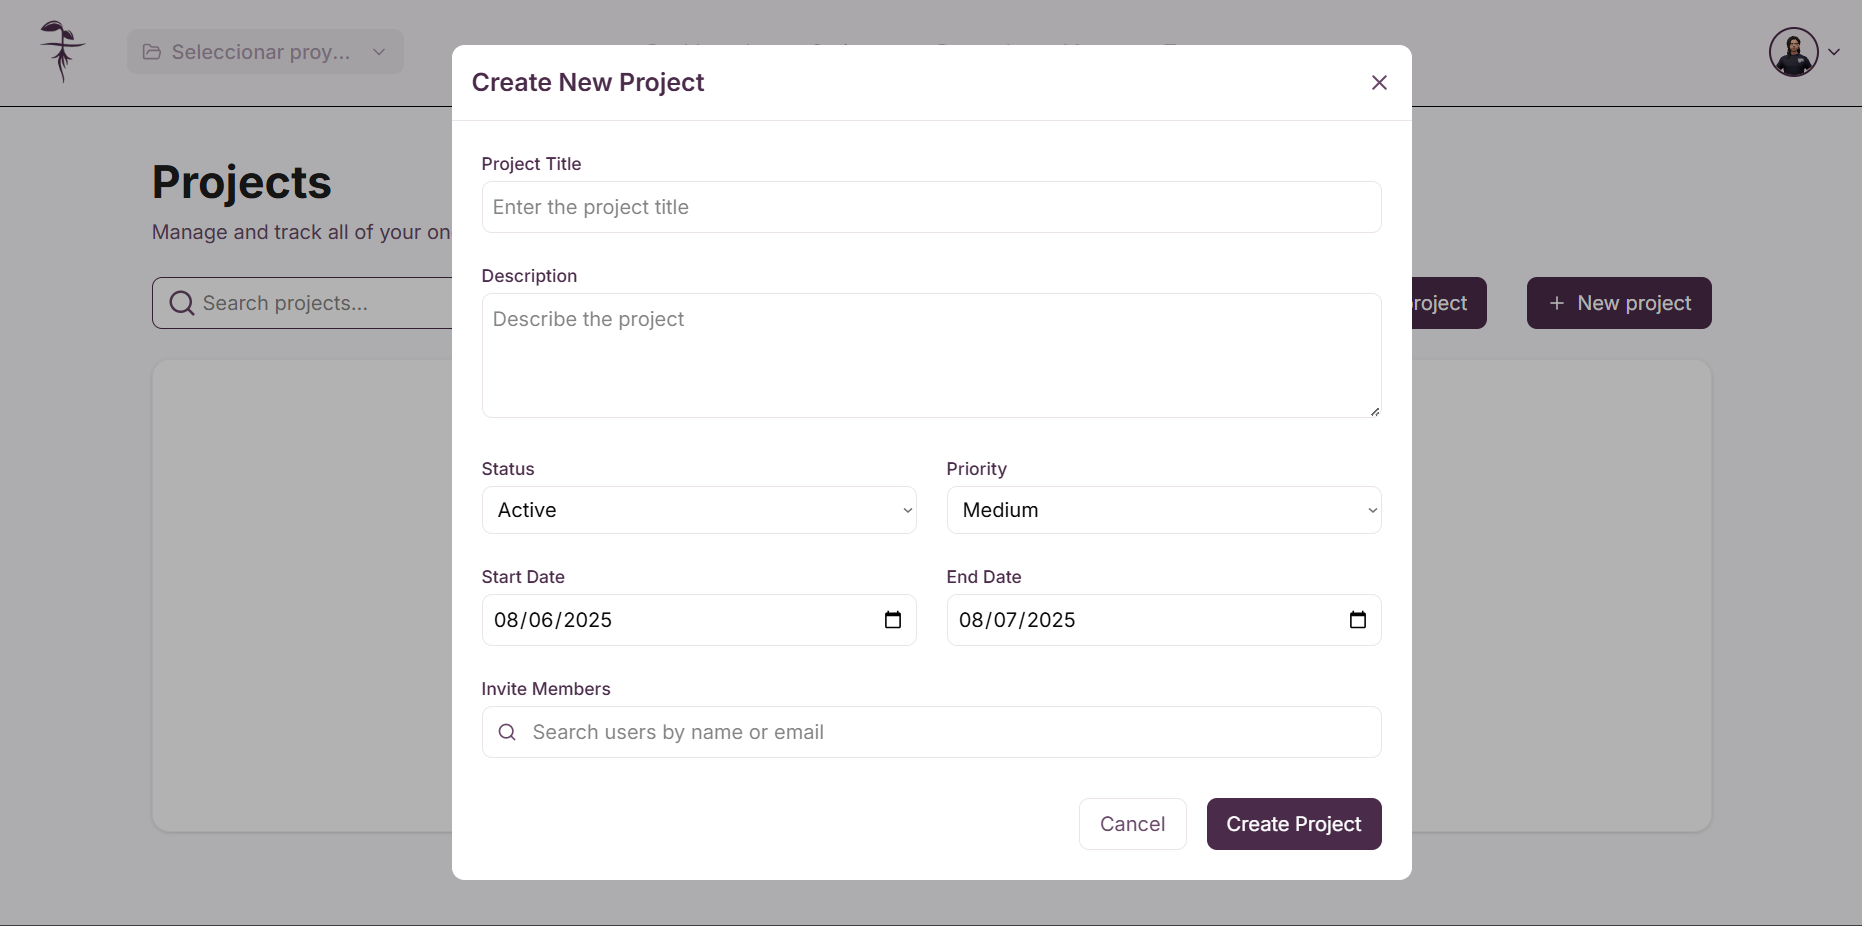 Seleccionar proy...
Create New Project
Projects
Manage and track all of your on
Search projects...
roject
New project
Project Title
Enter the project title
Description
Describe the project
Status
Priority
Active
Medium
Start Date
End Date
08/06/2025
08/07/2025
Invite Members
Search users by name or email
Cancel
Create Project